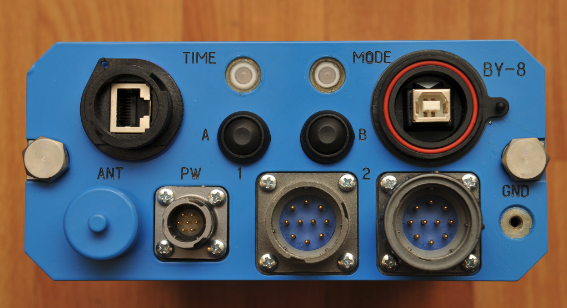 TIME MODE
BY-8
A B
ANT PW 1 2
GND